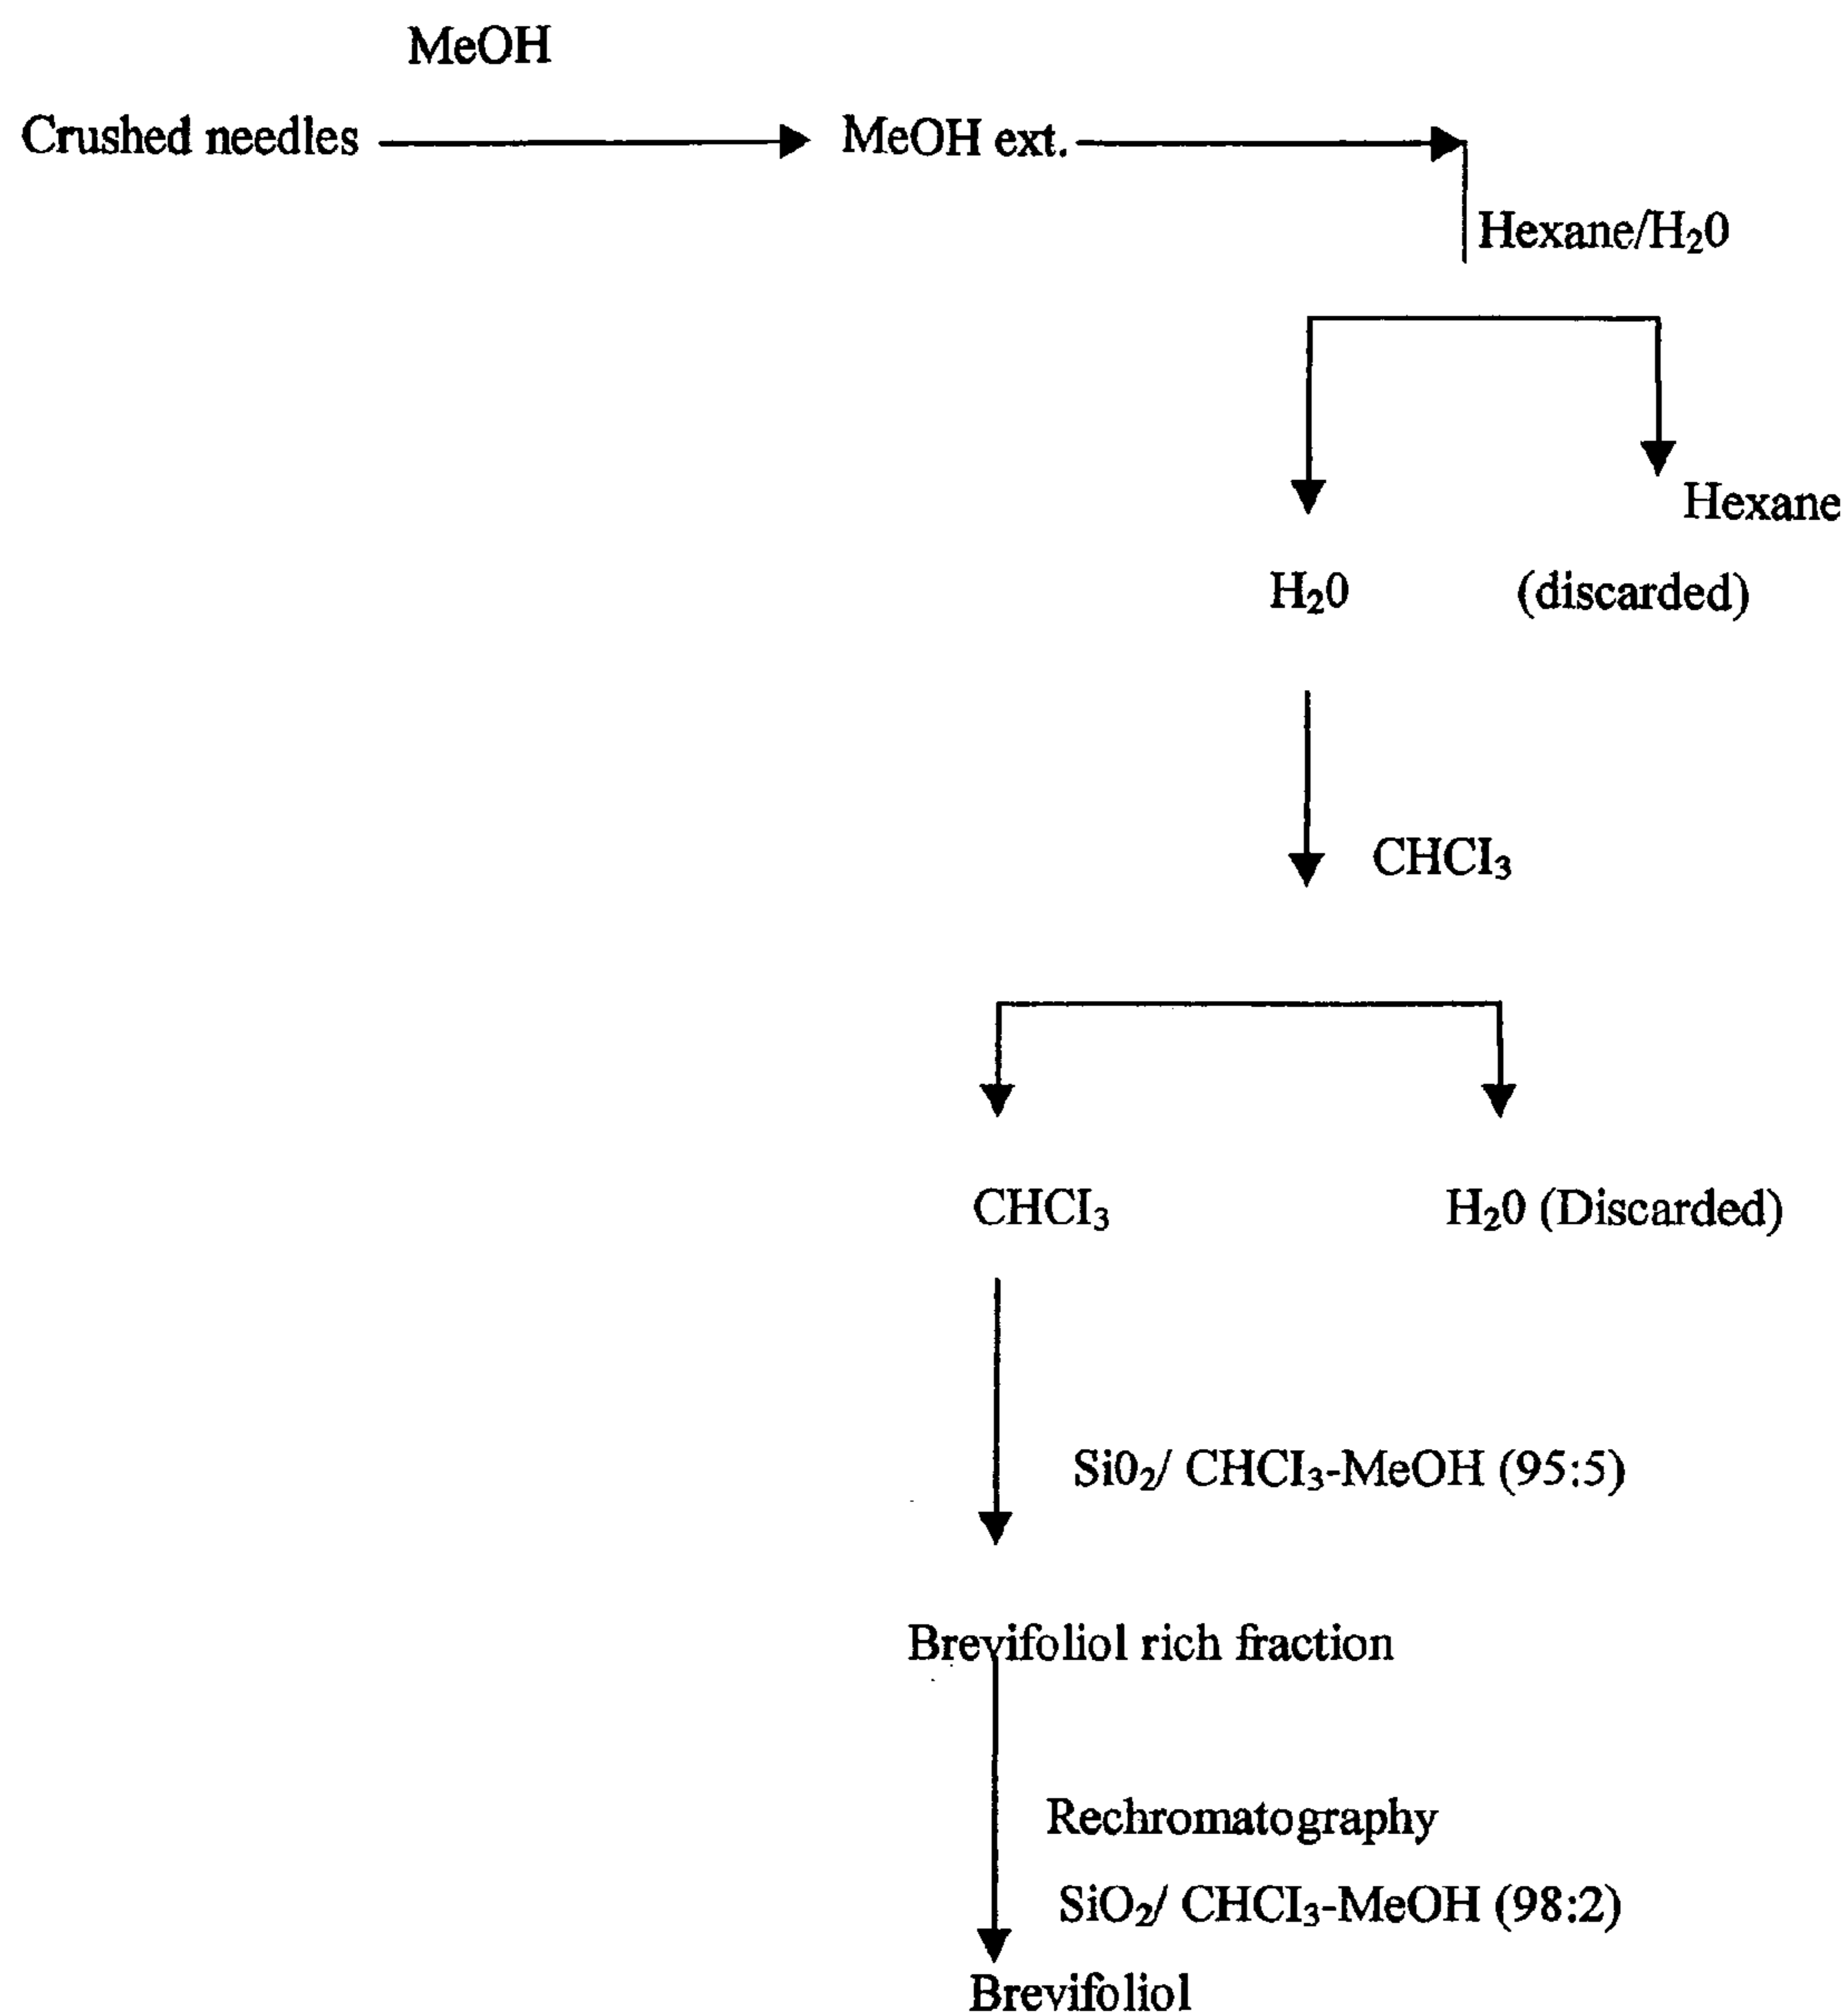 MeOH
Crushed needles MeOH ext.
Hexane/H₂0
Hexane
H₂0 (discarded)
CHCI₃
CHCI₃ H₂0 (Discarded)
Si0₂/ CHCI₃-MeOH (95:5)
Brevifoliol rich fraction
Rechromatography
SiO₂/ CHCI₃-MeOH (98:2)
Brevifoliol